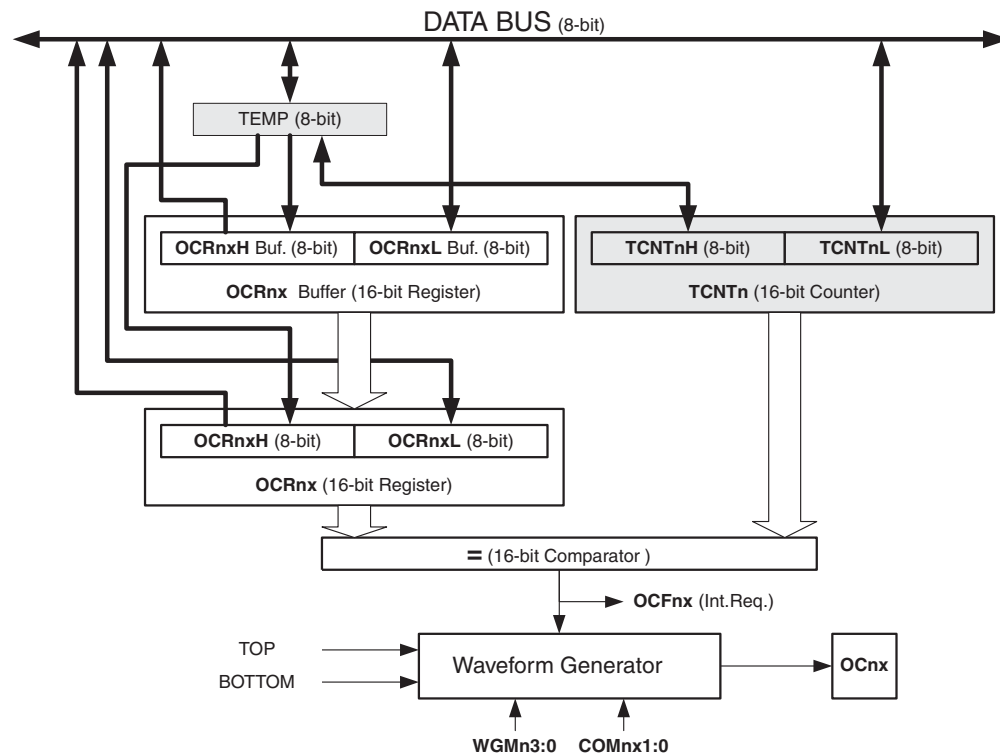 DATA BUS (8-bit)
TEMP (8-bit)
OCRnxH Buf. (8-bit)
OCRnxL Buf. (8-bit)
TCNTnH (8-bit)
TCNTnL (8-bit)
OCRnx Buffer (16-bit Register)
TCNTn (16-bit Counter)
OCRnxH (8-bit)
OCRnxL (8-bit)
OCRnx (16-bit Register)
= (16-bit Comparator )
OCFnx (Int.Req.)
TOP
BOTTOM
Waveform Generator
OCnx
WGMn3:0
COMnx1:0